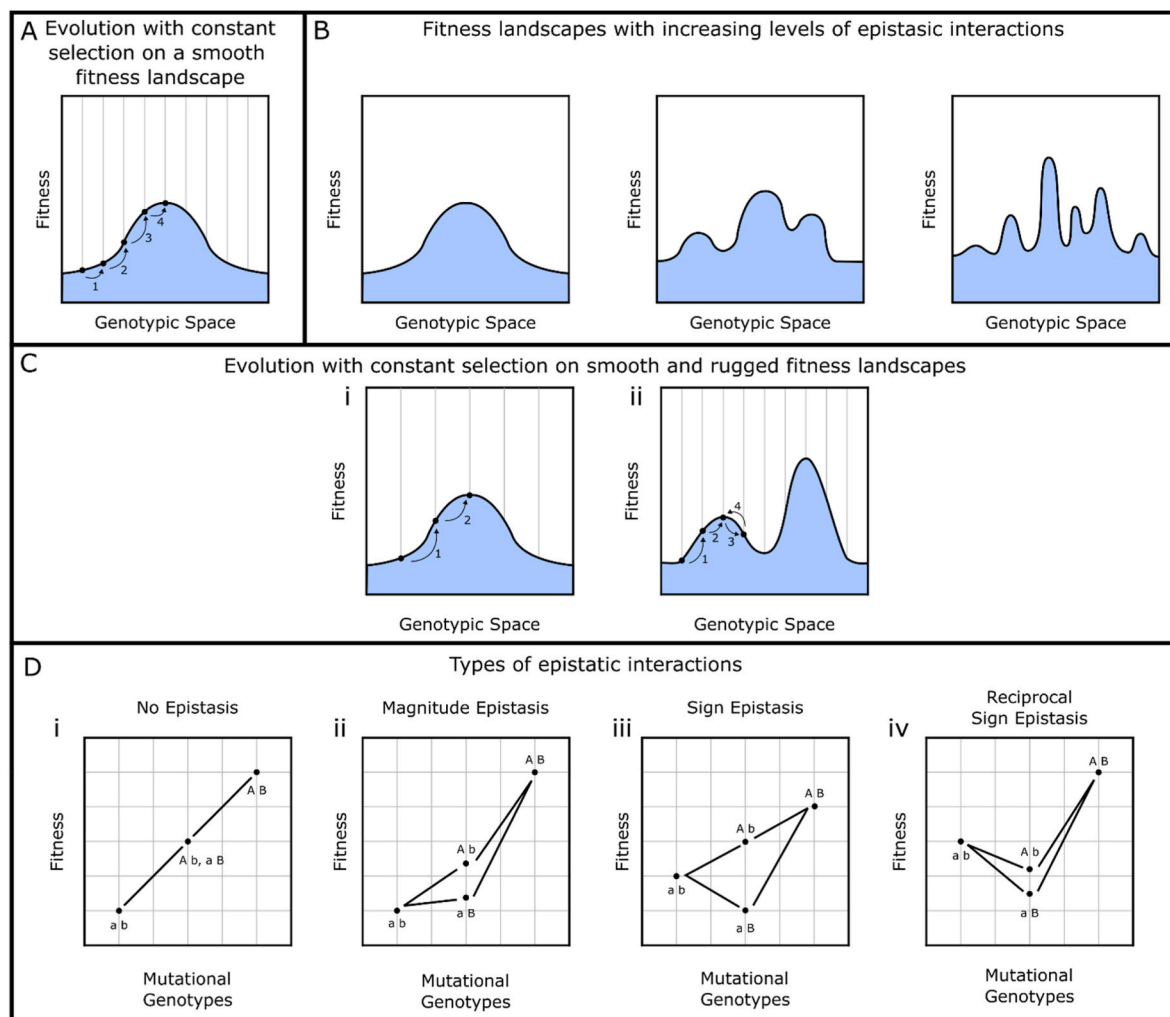 A
Evolution with constant
selection on a smooth
fitness landscape
Fitness
1
2
3
4
Genotypic Space
B
Fitness landscapes with increasing levels of epistasic interactions
Fitness
Genotypic Space
Fitness
Genotypic Space
Fitness
Genotypic Space
C
Evolution with constant selection on smooth and rugged fitness landscapes
i
Fitness
1
2
Genotypic Space
ii
Fitness
1
2
3
4
Genotypic Space
D
Types of epistatic interactions
i
No Epistasis
Fitness
A B
A b, a B
a b
Mutational
Genotypes
ii
Magnitude Epistasis
Fitness
A B
A b
a b
a B
Mutational
Genotypes
iii
Sign Epistasis
Fitness
A b
A B
a b
a B
Mutational
Genotypes
iv
Reciprocal
Sign Epistasis
Fitness
A B
a b
A b
a B
Mutational
Genotypes